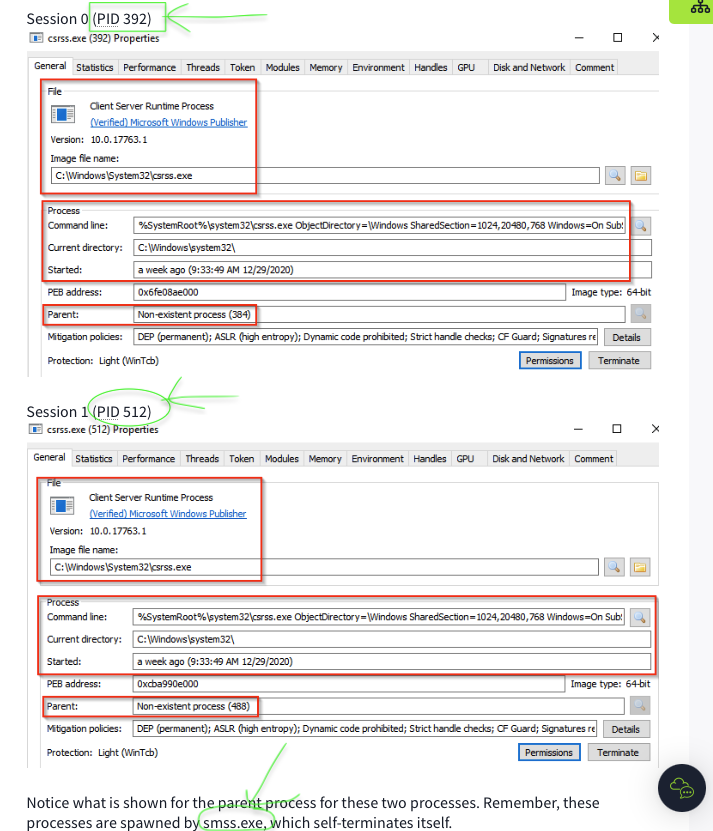 Session 0 (PID 392)
csrss.exe (392) Properties
General Statistics Performance Threads Token Modules Memory Environment Handles GPU Disk and Network Comment
File
Client Server Runtime Process
(Verified) Microsoft Windows Publisher
Version: 10.0.17763.1
Image file name:
C:\Windows\System32\csrss.exe
Process
Command line: %SystemRoot%\system32\csrss.exe ObjectDirectory=\Windows SharedSection=1024,20480,768 Windows=On Sub
Current directory: C:\Windows\system32\
Started: a week ago (9:33:49 AM 12/29/2020)
PEB address: 0x6fe08ae000 Image type: 64-bit
Parent: Non-existent process (384)
Mitigation policies: DEP (permanent); ASLR (high entropy); Dynamic code prohibited; Strict handle checks; CF Guard; Signatures re Details
Protection: Light (WinTcb) Permissions Terminate
Session 1 (PID 512)
csrss.exe (512) Properties
General Statistics Performance Threads Token Modules Memory Environment Handles GPU Disk and Network Comment
File
Client Server Runtime Process
(Verified) Microsoft Windows Publisher
Version: 10.0.17763.1
Image file name:
C:\Windows\System32\csrss.exe
Process
Command line: %SystemRoot%\system32\csrss.exe ObjectDirectory=\Windows SharedSection=1024,20480,768 Windows=On Sub
Current directory: C:\Windows\system32\
Started: a week ago (9:33:49 AM 12/29/2020)
PEB address: 0xcba990e000 Image type: 64-bit
Parent: Non-existent process (488)
Mitigation policies: DEP (permanent); ASLR (high entropy); Dynamic code prohibited; Strict handle checks; CF Guard; Signatures re Details
Protection: Light (WinTcb) Permissions Terminate
Notice what is shown for the parent process for these two processes. Remember, these
processes are spawned by smss.exe, which self-terminates itself.